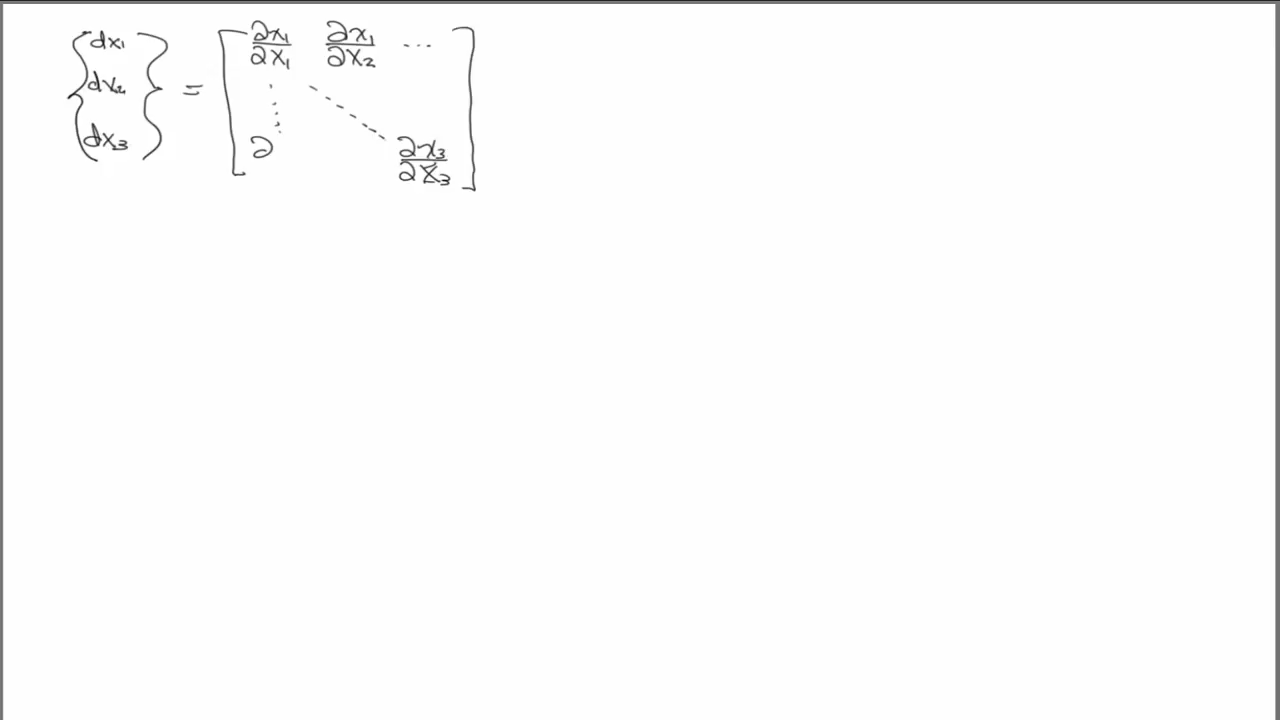 { dx₁ } = [ ∂x₁/∂X₁ ∂x₁/∂X₂ ...
dx₂
dx₃ ∂ ∂x₃/∂X₃ ]